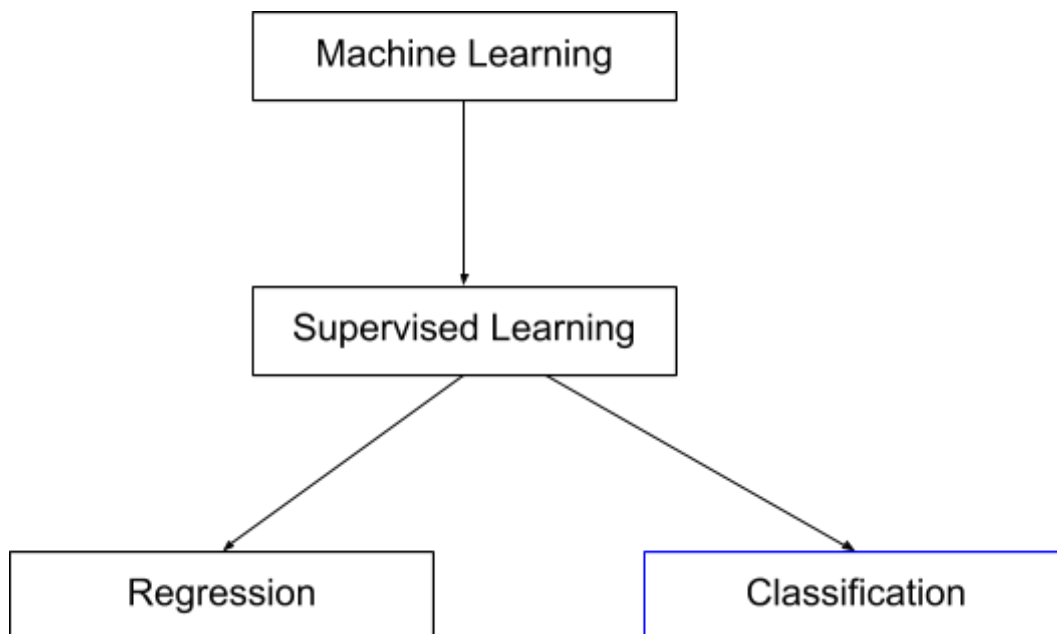 Machine Learning
Supervised Learning
Regression
Classification